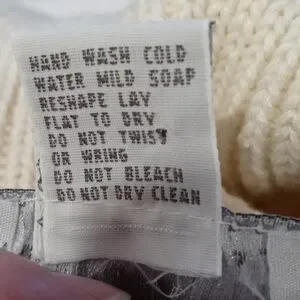 HAND WASH COLD
WATER MILD SOAP
RESHAPE LAY
FLAT TO DRY
DO NOT TWIST
OR WRING
DO NOT BLEACH
DO NOT DRY CLEAN